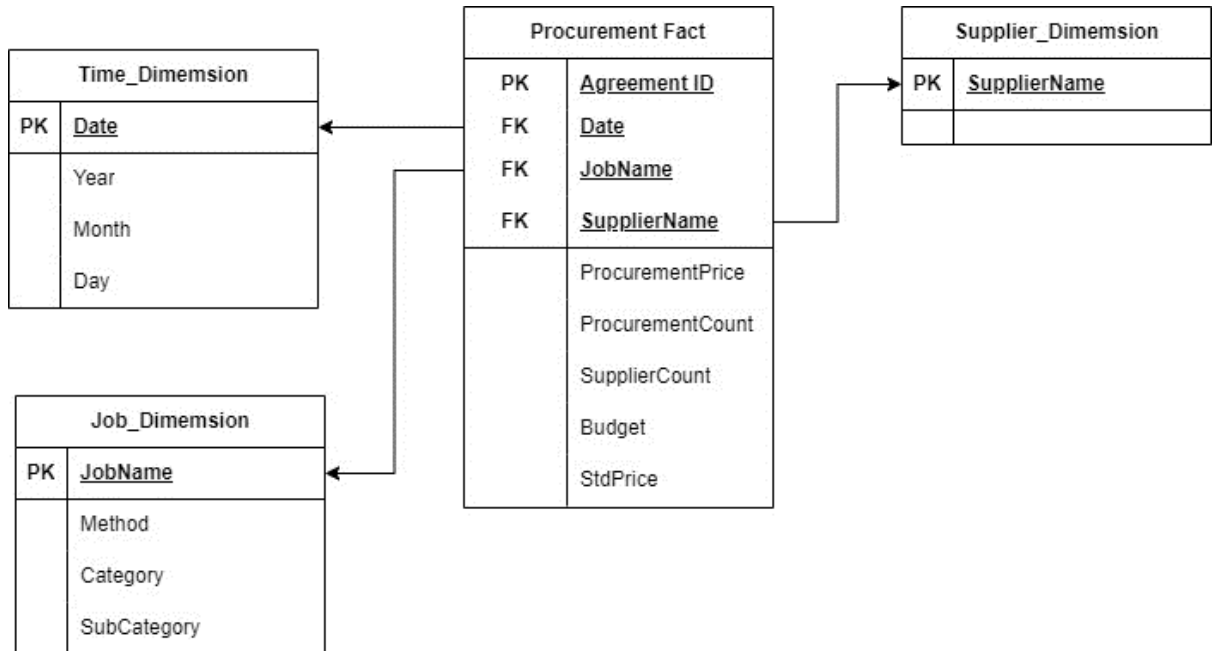 Time_Dimemsion
PK Date
Year
Month
Day
Job_Dimemsion
PK JobName
Method
Category
SubCategory
Procurement Fact
PK Agreement ID
FK Date
FK JobName
FK SupplierName
ProcurementPrice
ProcurementCount
SupplierCount
Budget
StdPrice
Supplier_Dimemsion
PK SupplierName